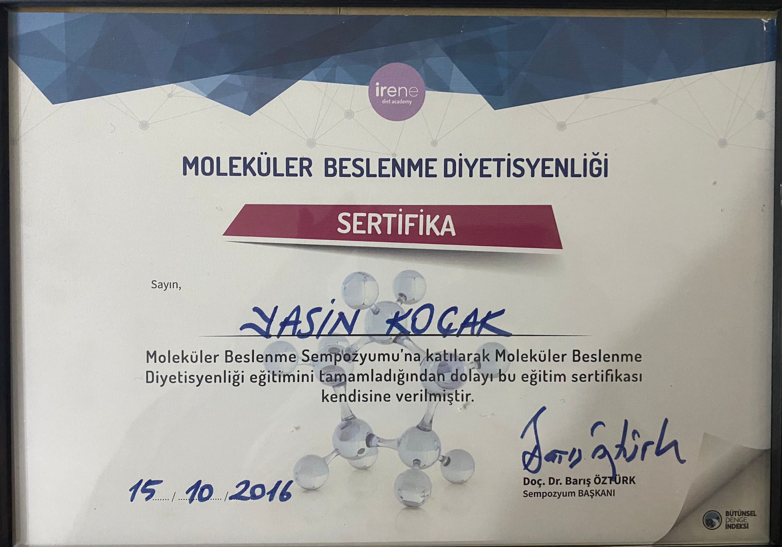 irene
diet academy
MOLEKÜLER BESLENME DİYETİSYENLİĞİ
SERTİFİKA
Sayın,
YASİN KOÇAK
Moleküler Beslenme Sempozyumu'na katılarak Moleküler Beslenme
Diyetisyenliği eğitimini tamamladığından dolayı bu eğitim sertifikası
kendisine verilmiştir.
15 / 10 / 2016
Barış Öztürk
Doç. Dr. Barış ÖZTÜRK
Sempozyum BAŞKANI
BÜTÜNSEL
DENGE
İNDEKSİ